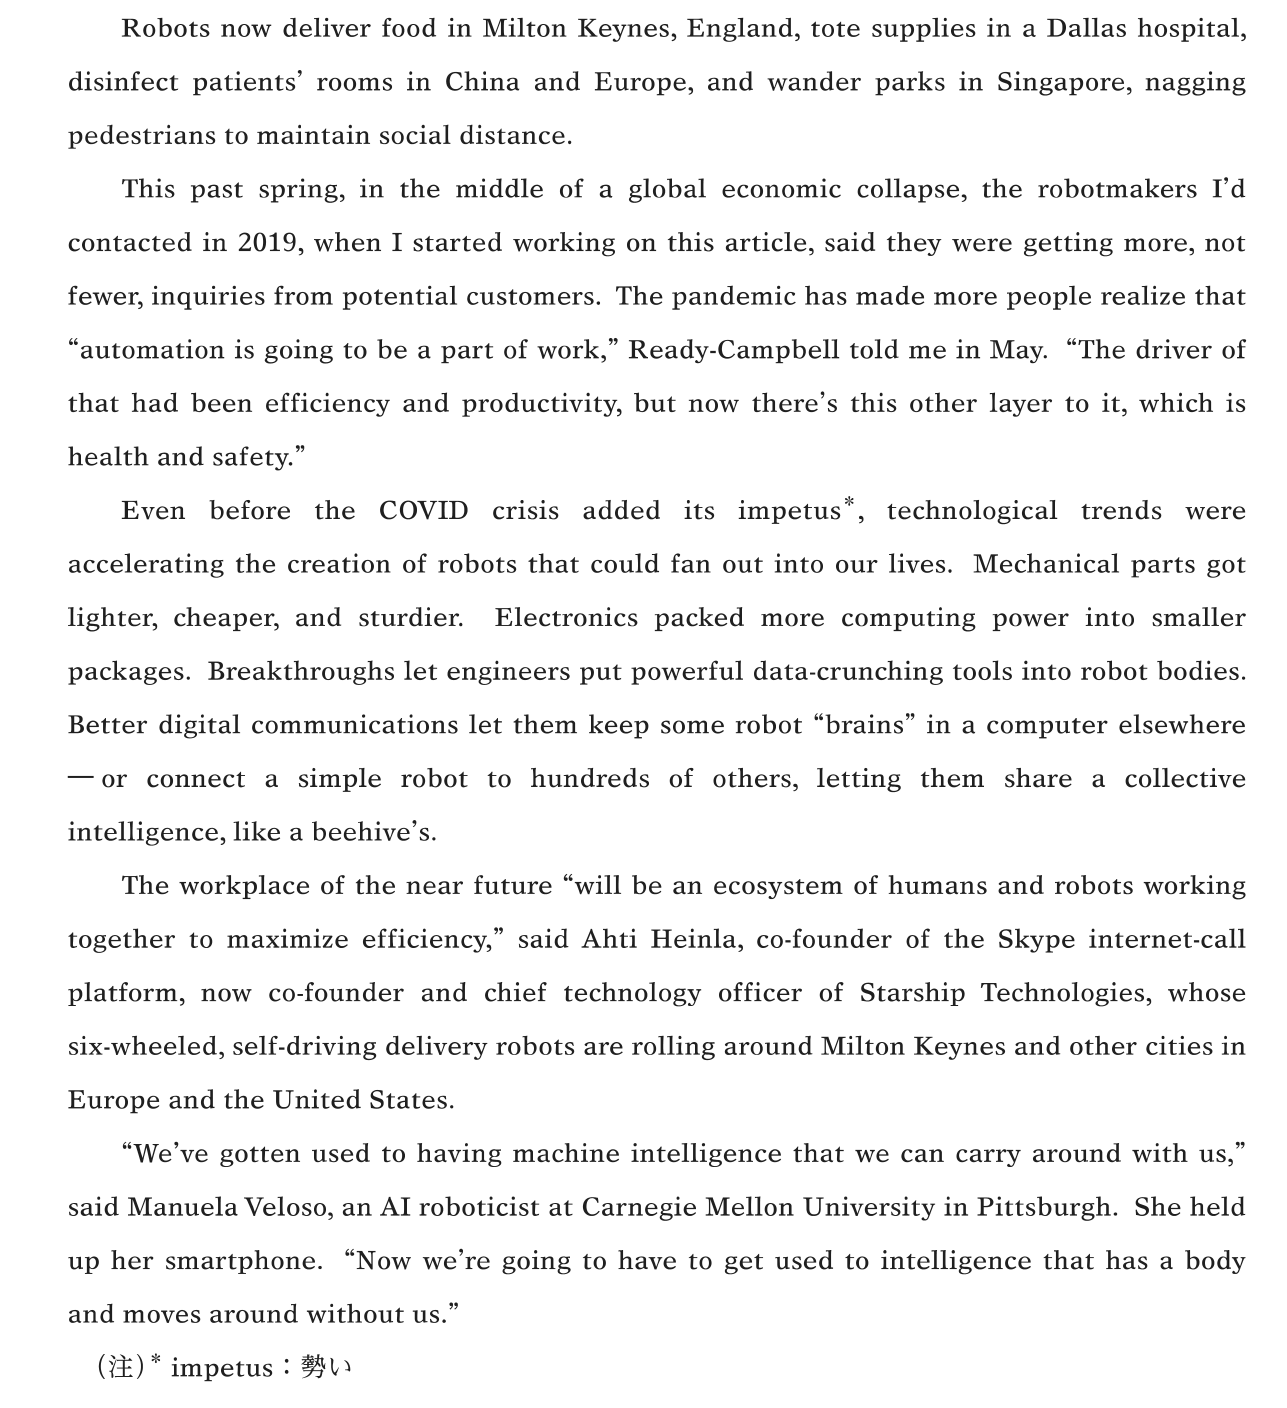 Robots now deliver food in Milton Keynes, England, tote supplies in a Dallas hospital,
disinfect patients’ rooms in China and Europe, and wander parks in Singapore, nagging
pedestrians to maintain social distance.
This past spring, in the middle of a global economic collapse, the robotmakers I’d
contacted in 2019, when I started working on this article, said they were getting more, not
fewer, inquiries from potential customers. The pandemic has made more people realize that
“automation is going to be a part of work,” Ready-Campbell told me in May. “The driver of
that had been efficiency and productivity, but now there’s this other layer to it, which is
health and safety.”
Even before the COVID crisis added its impetus*, technological trends were
accelerating the creation of robots that could fan out into our lives. Mechanical parts got
lighter, cheaper, and sturdier. Electronics packed more computing power into smaller
packages. Breakthroughs let engineers put powerful data-crunching tools into robot bodies.
Better digital communications let them keep some robot “brains” in a computer elsewhere
— or connect a simple robot to hundreds of others, letting them share a collective
intelligence, like a beehive’s.
The workplace of the near future “will be an ecosystem of humans and robots working
together to maximize efficiency,” said Ahti Heinla, co-founder of the Skype internet-call
platform, now co-founder and chief technology officer of Starship Technologies, whose
six-wheeled, self-driving delivery robots are rolling around Milton Keynes and other cities in
Europe and the United States.
“We’ve gotten used to having machine intelligence that we can carry around with us,”
said Manuela Veloso, an AI roboticist at Carnegie Mellon University in Pittsburgh. She held
up her smartphone. “Now we’re going to have to get used to intelligence that has a body
and moves around without us.”
（注）* impetus：勢い